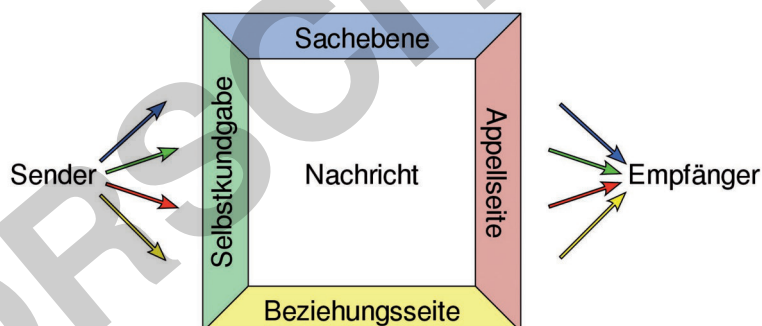 Sachebene
Selbstkundgabe
Appellseite
Sender
Nachricht
Empfänger
Beziehungsseite